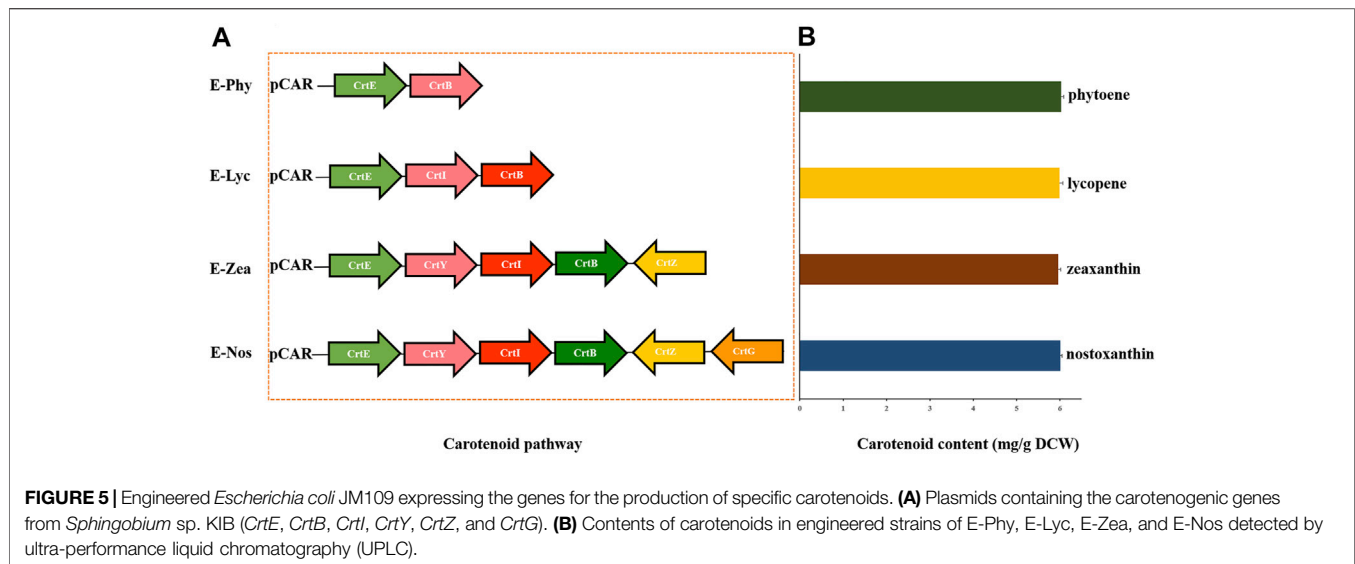 A
B
E-Phy pCAR CrtE CrtB
phytoene
E-Lyc pCAR CrtE CrtI CrtB
lycopene
E-Zea pCAR CrtE CrtY CrtI CrtB CrtZ
zeaxanthin
E-Nos pCAR CrtE CrtY CrtI CrtB CrtZ CrtG
nostoxanthin
0 1 2 3 4 5 6
Carotenoid pathway
Carotenoid content (mg/g DCW)
FIGURE 5 | Engineered Escherichia coli JM109 expressing the genes for the production of specific carotenoids. (A) Plasmids containing the carotenogenic genes
from Sphingobium sp. KIB (CrtE, CrtB, CrtI, CrtY, CrtZ, and CrtG). (B) Contents of carotenoids in engineered strains of E-Phy, E-Lyc, E-Zea, and E-Nos detected by
ultra-performance liquid chromatography (UPLC).